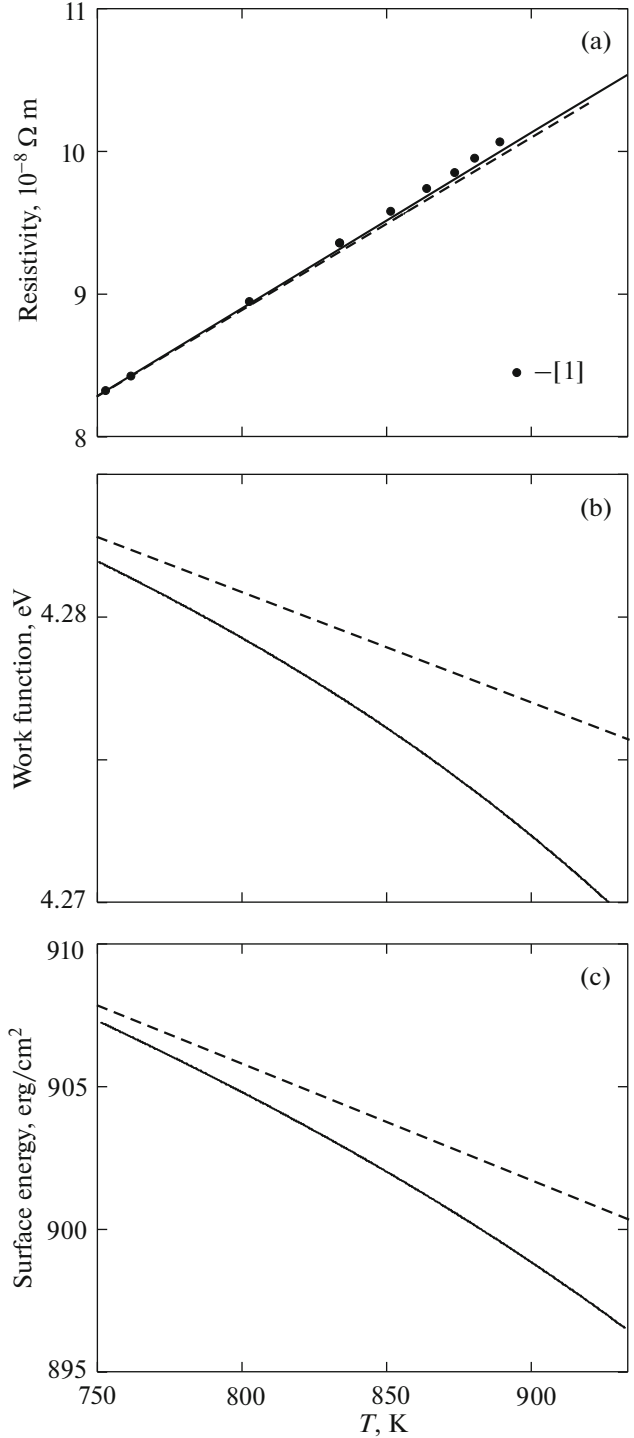 11
(a)
Resistivity, 10⁻⁸ Ω m
10
9
–[1]
8
(b)
Work function, eV
4.28
4.27
910
(c)
Surface energy, erg/cm²
905
900
895
750
800
850
900
T, K